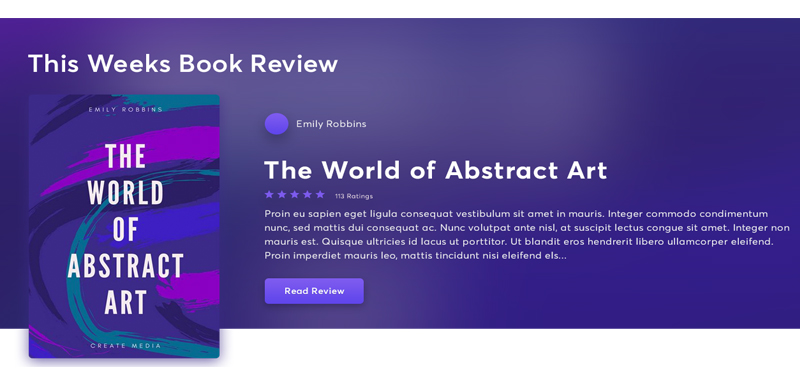 This Weeks Book Review
EMILY ROBBINS
THE
WORLD
OF
ABSTRACT
ART
CREATE MEDIA
Emily Robbins
The World of Abstract Art
113 Ratings
Proin eu sapien eget ligula consequat vestibulum sit amet in mauris. Integer commodo condimentum
nunc, sed mattis dui consequat ac. Nunc volutpat ante nisl, at suscipit lectus congue sit amet. Integer non
mauris est. Quisque ultricies id lacus ut porttitor. Ut blandit eros hendrerit libero ullamcorper eleifend.
Proin imperdiet mauris leo, mattis tincidunt nisi eleifend els...
Read Review